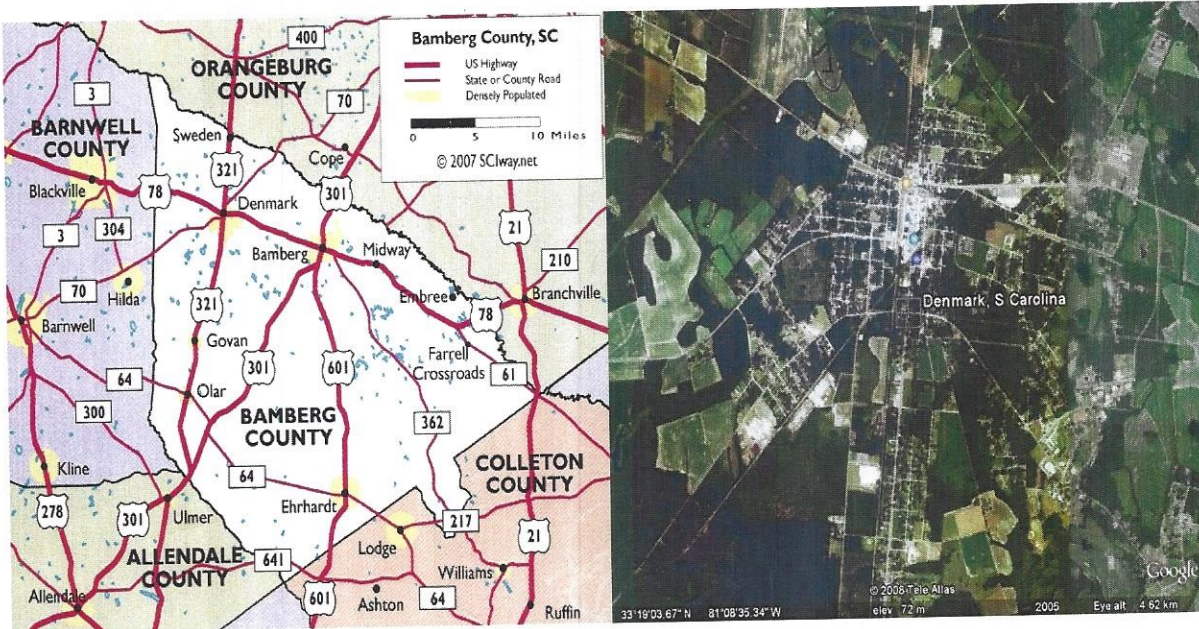 Bamberg County, SC
US Highway
State or County Road
Densely Populated
0 5 10 Miles
© 2007 SCIway.net
400
ORANGEBURG
COUNTY
3
70
BARNWELL
COUNTY
Sweden
Cope
321
301
Blackville
78
Denmark
21
3
304
Bamberg
Midway
210
70
Hilda
Embree
Branchville
78
Barnwell
321
Govan
Farrell
Crossroads
301
601
61
64
Olar
300
BAMBERG
COUNTY
362
Kline
64
COLLETON
COUNTY
278
301
Ulmer
Ehrhardt
217
21
ALLENDALE
COUNTY
641
Lodge
Williams
Allendale
601
Ashton
64
Ruffin
Denmark, S Carolina
© 2008 Tele Atlas
Google
33°19'03.67" N 81°08'35.34" W elev 72 m 2005 Eye alt 4.62 km